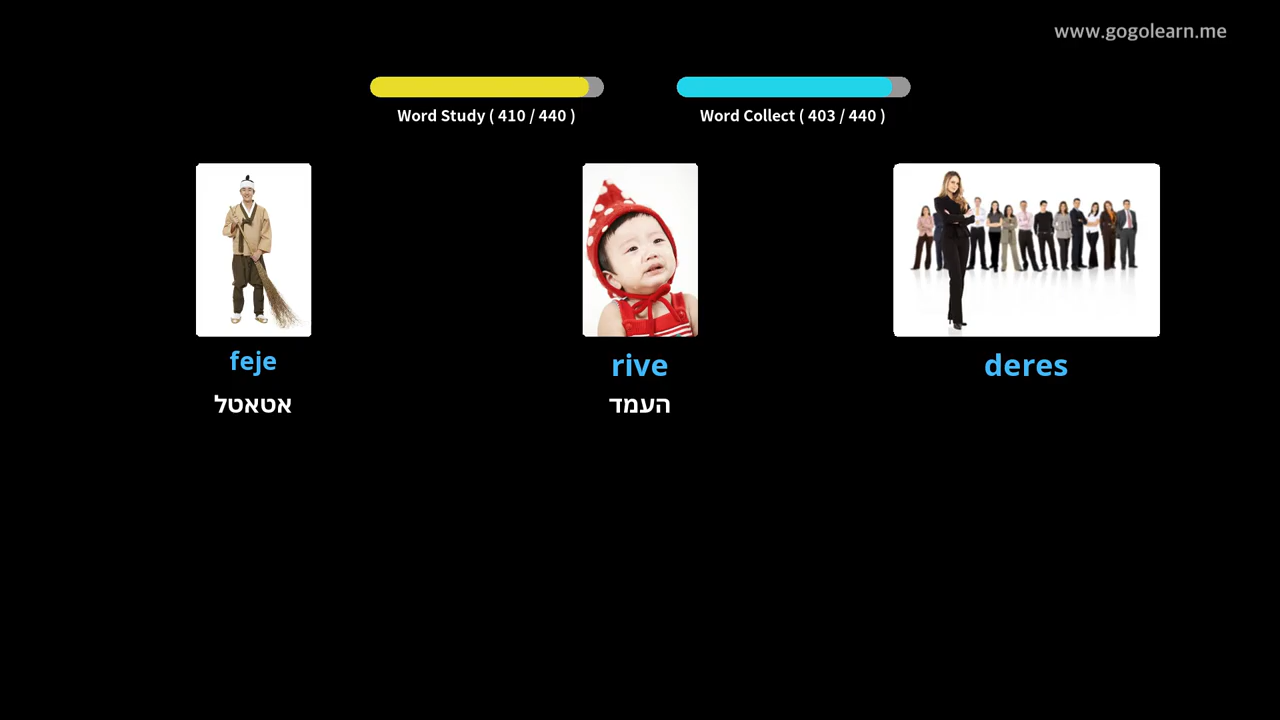 www.gogolearn.me
Word Study ( 410 / 440 )
Word Collect ( 403 / 440 )
feje
rive
deres
אטאטל
העמד